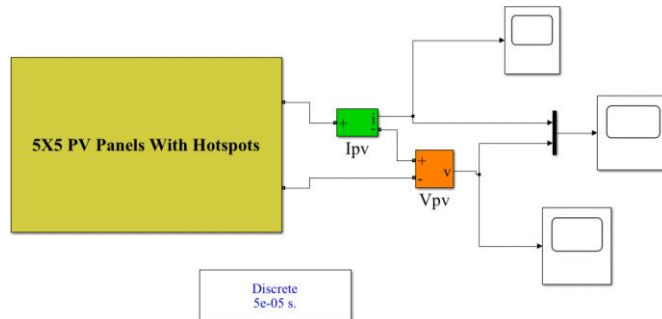 5X5 PV Panels With Hotspots
+
i
-
Ipv
+
-
v
Vpv
Discrete
5e-05 s.